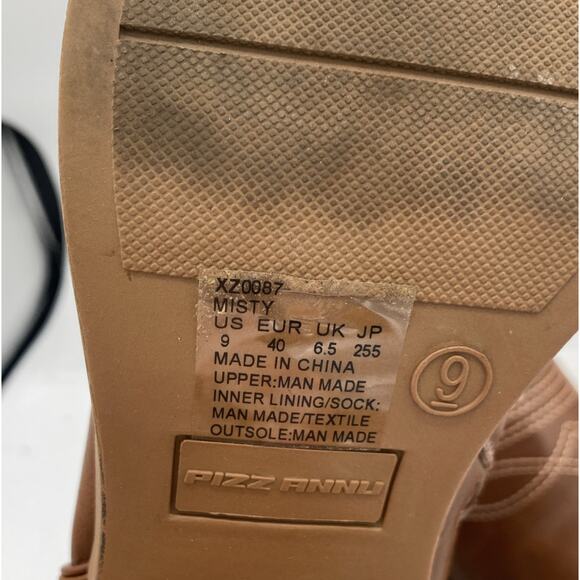 XZ0087
MISTY
US EUR UK JP
9 40 6.5 255
MADE IN CHINA
UPPER:MAN MADE
INNER LINING/SOCK:
MAN MADE/TEXTILE
OUTSOLE:MAN MADE
9
PIZZ ANNU